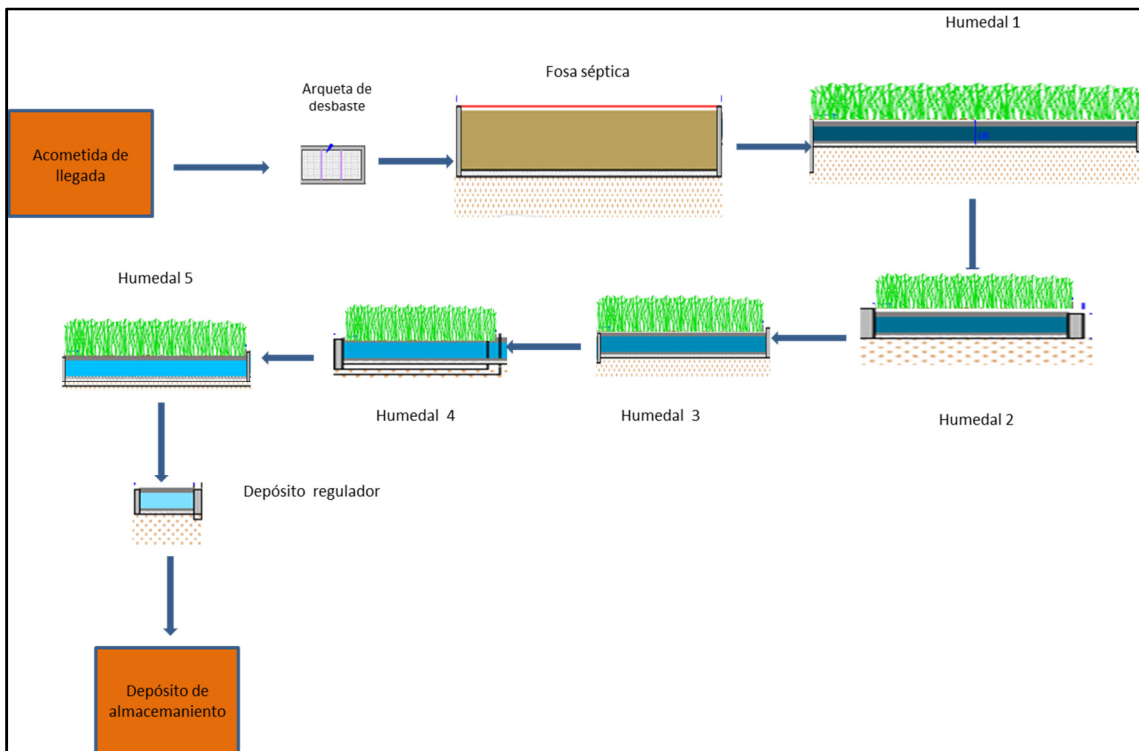 Humedal 1
Fosa séptica
Arqueta de
desbaste
Acometida de
llegada
Humedal 5
Humedal 4
Humedal 3
Humedal 2
Depósito regulador
Depósito de
almacemaniento